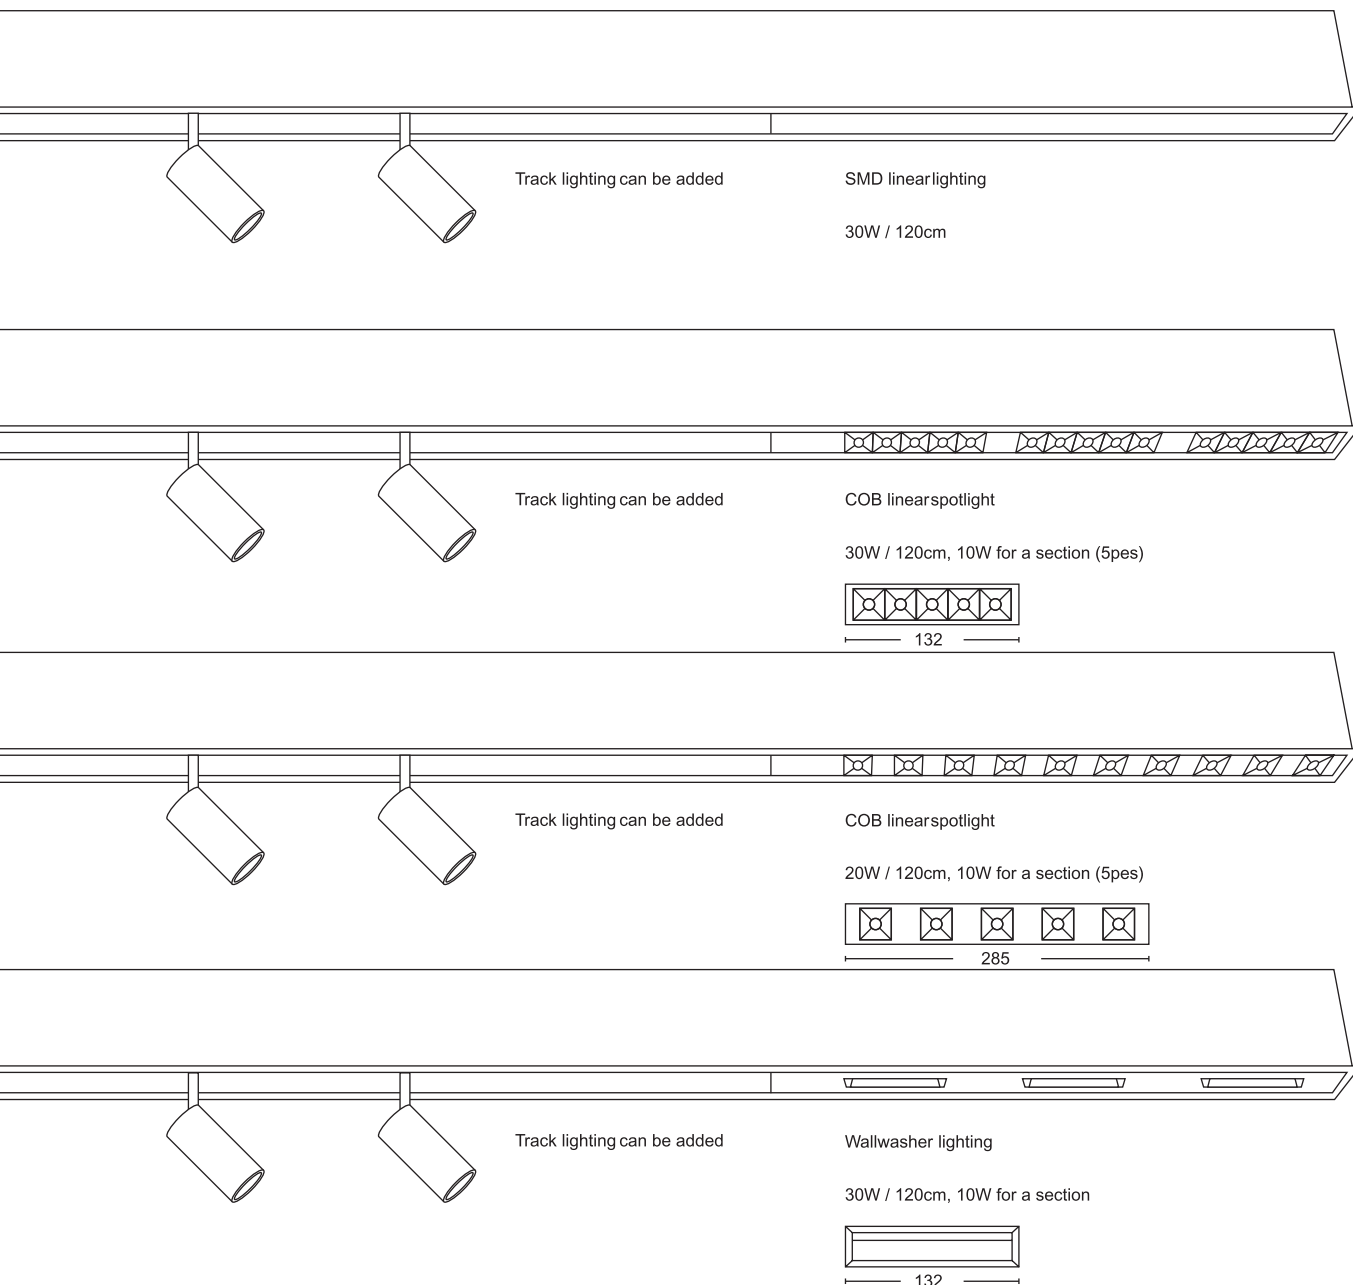 Track lighting can be added
SMD linear lighting
30W / 120cm
Track lighting can be added
COB linear spotlight
30W / 120cm, 10W for a section (5pes)
132
Track lighting can be added
COB linear spotlight
20W / 120cm, 10W for a section (5pes)
285
Track lighting can be added
Wallwasher lighting
30W / 120cm, 10W for a section
132